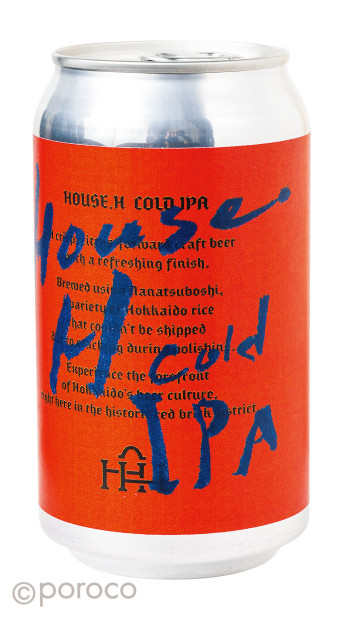 HOUSE.H COLD IPA
House.
H cold
IPA
craft beer
a refreshing finish.
Brewed using Nanatsuboshi,
variety of Hokkaido rice
that couldn't be shipped
during polishing.
Experience the forefront
of Hokkaido's beer culture,
right here in the historic red brick district
H
©poroco